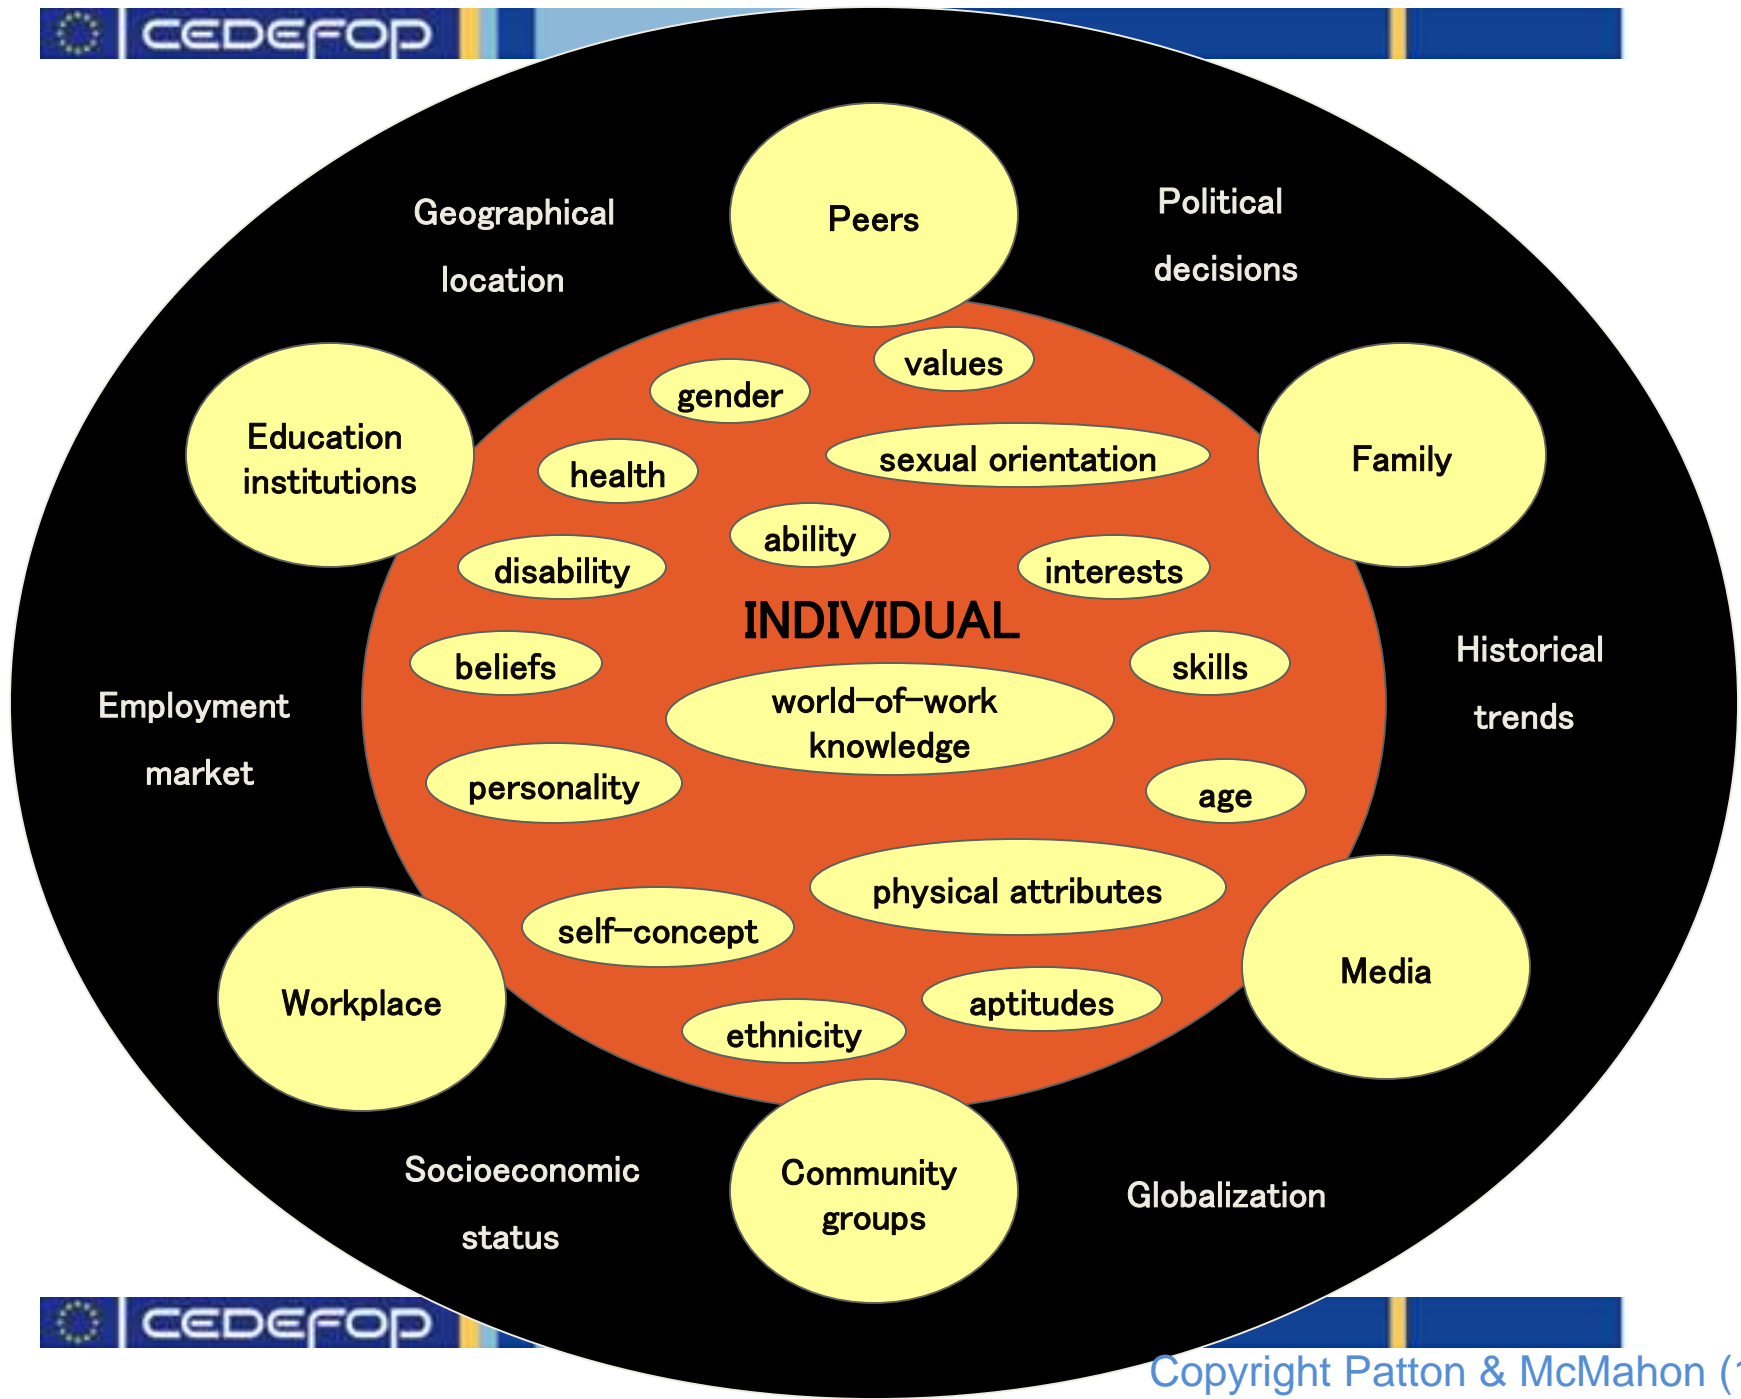 CEDEFOP
Geographical
location
Peers
Political
decisions
values
gender
Education
institutions
health
sexual orientation
Family
ability
disability
interests
INDIVIDUAL
beliefs
skills
Historical
trends
Employment
market
world-of-work
knowledge
personality
age
physical attributes
self-concept
Media
Workplace
aptitudes
ethnicity
Socioeconomic
status
Community
groups
Globalization
CEDEFOP
Copyright Patton & McMahon (